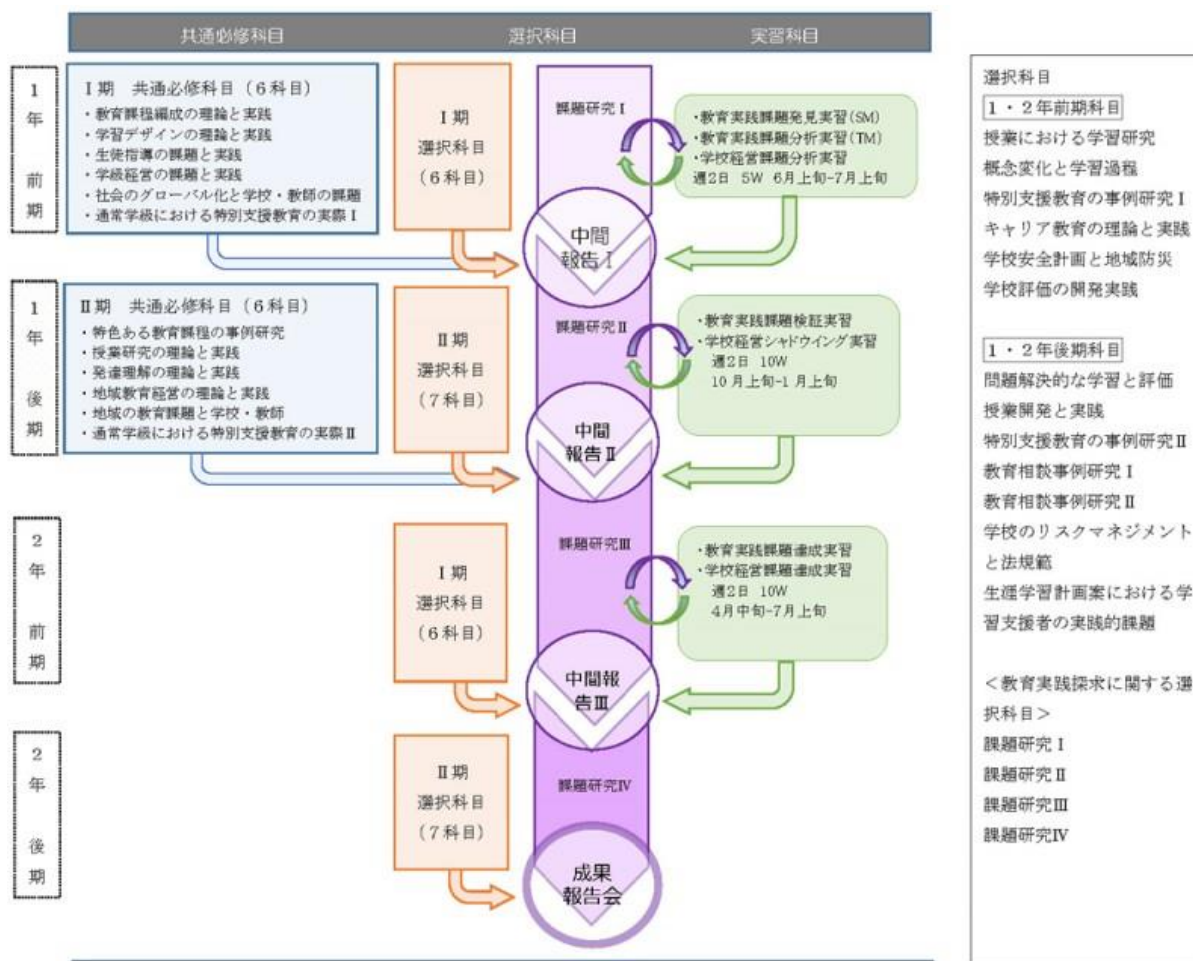 共通必修科目 選択科目 実習科目
1年 前期
Ⅰ期 共通必修科目（6科目）
・教育課程編成の理論と実践
・学習デザインの理論と実践
・生徒指導の課題と実践
・学級経営の課題と実践
・社会のグローバル化と学校・教師の課題
・通常学級における特別支援教育の実際Ⅰ
Ⅰ期
選択科目
（6科目）
課題研究Ⅰ
・教育実践課題発見実習(SM)
・教育実践課題分析実習(TM)
・学校経営課題分析実習
週2日 5W 6月上旬-7月上旬
中間
報告Ⅰ
1年 後期
Ⅱ期 共通必修科目（6科目）
・特色ある教育課程の事例研究
・授業研究の理論と実践
・発達理解の理論と実践
・地域教育経営の理論と実践
・地域の教育課題と学校・教師
・通常学級における特別支援教育の実際Ⅱ
Ⅱ期
選択科目
（7科目）
課題研究Ⅱ
・教育実践課題検証実習
・学校経営シャドウイング実習
週2日 10W
10月上旬-1月上旬
中間
報告Ⅱ
2年 前期
Ⅰ期
選択科目
（6科目）
課題研究Ⅲ
・教育実践課題達成実習
・学校経営課題達成実習
週2日 10W
4月中旬-7月上旬
中間報
告Ⅲ
2年 後期
Ⅱ期
選択科目
（7科目）
課題研究Ⅳ
成果
報告会
選択科目
1・2年前期科目
授業における学習研究
概念変化と学習過程
特別支援教育の事例研究Ⅰ
キャリア教育の理論と実践
学校安全計画と地域防災
学校評価の開発実践
1・2年後期科目
問題解決的な学習と評価
授業開発と実践
特別支援教育の事例研究Ⅱ
教育相談事例研究Ⅰ
教育相談事例研究Ⅱ
学校のリスクマネジメント
と法規範
生涯学習計画案における学
習支援者の実践的課題
＜教育実践探求に関する選
択科目＞
課題研究Ⅰ
課題研究Ⅱ
課題研究Ⅲ
課題研究Ⅳ